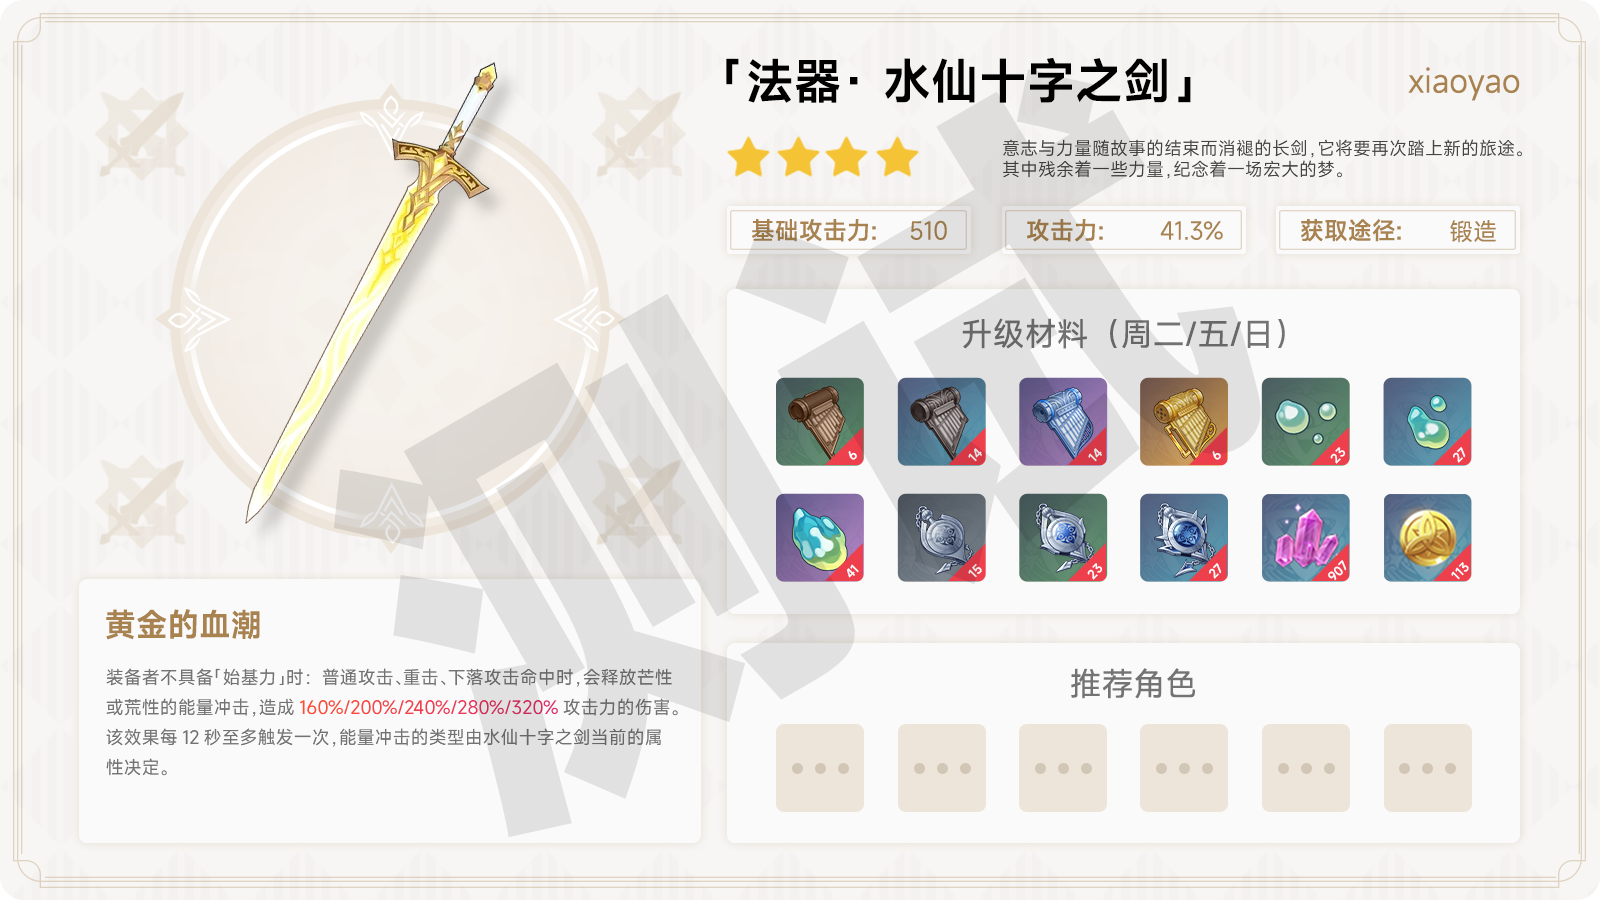 「法器· 水仙十字之剑」
xiaoyao
意志与力量随故事的结束而消褪的长剑,它将要再次踏上新的旅途。
其中残余着一些力量,纪念着一场宏大的梦。
基础攻击力: 510
攻击力: 41.3%
获取途径: 锻造
升级材料（周二/五/日）
6 14 14 6 23 27
41 15 23 27 907 113
黄金的血潮
装备者不具备「始基力」时：普通攻击、重击、下落攻击命中时,会释放芒性
或荒性的能量冲击,造成 160%/200%/240%/280%/320% 攻击力的伤害。
该效果每 12 秒至多触发一次,能量冲击的类型由水仙十字之剑当前的属
性决定。
推荐角色
测试